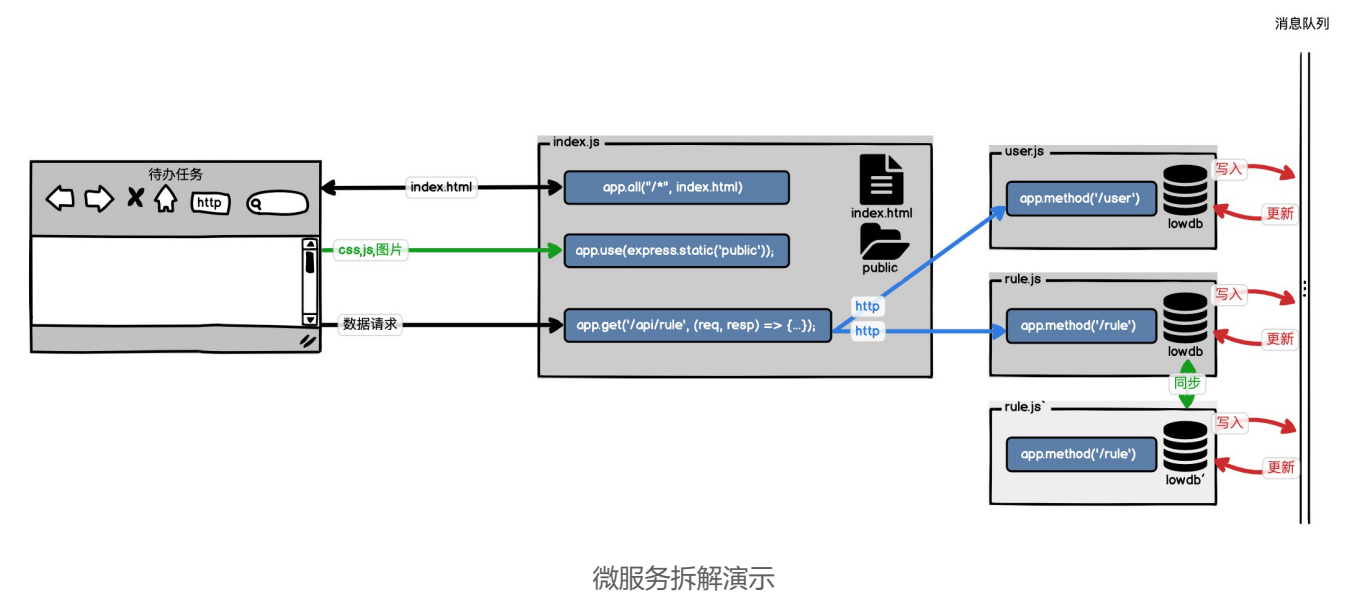 消息队列
待办任务
http
index.html
css,js,图片
数据请求
index.js
app.all("/*", index.html)
app.use(express.static('public'));
app.get('/api/rule', (req, resp) => {...});
index.html
public
http
http
user.js
app.method('/user')
lowdb
写入
更新
rule.js
app.method('/rule')
lowdb
写入
更新
同步
rule.js`
app.method('/rule')
lowdb´
写入
更新
微服务拆解演示